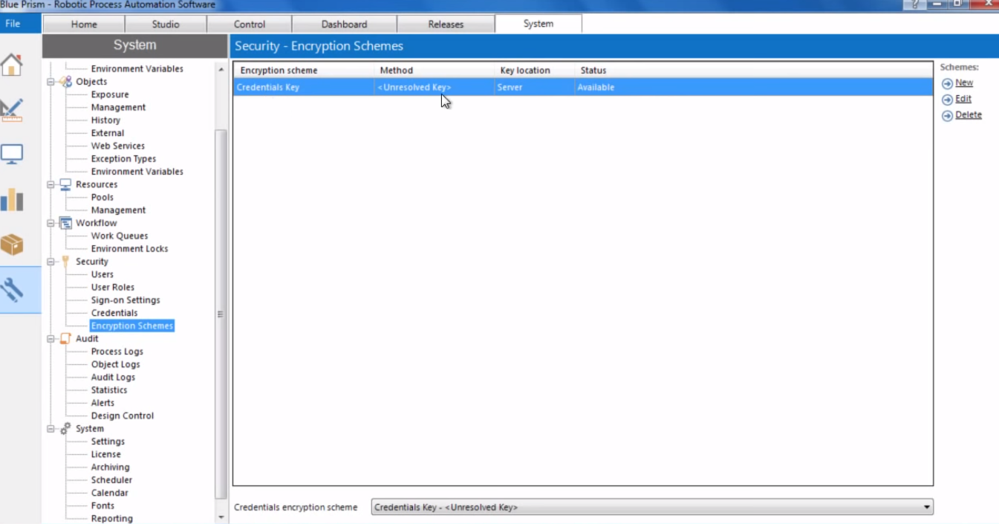 Blue Prism - Robotic Process Automation Software
File Home Studio Control Dashboard Releases System
System
Security - Encryption Schemes
Environment Variables
Objects
Exposure
Management
History
External
Web Services
Exception Types
Environment Variables
Resources
Pools
Management
Workflow
Work Queues
Environment Locks
Security
Users
User Roles
Sign-on Settings
Credentials
Encryption Schemes
Audit
Process Logs
Object Logs
Audit Logs
Statistics
Alerts
Design Control
System
Settings
License
Archiving
Scheduler
Calendar
Fonts
Reporting
Encryption scheme Method Key location Status
Credentials Key <Unresolved Key> Server Available
Credentials encryption scheme Credentials Key - <Unresolved Key>
Schemes:
New
Edit
Delete